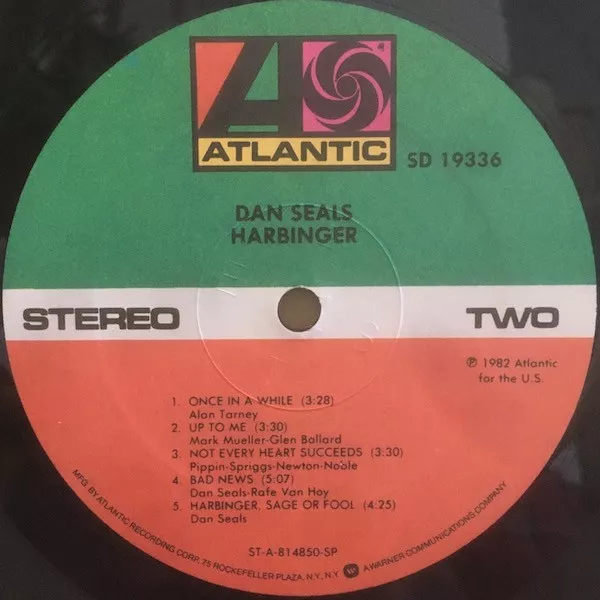 ATLANTIC
SD 19336
DAN SEALS
HARBINGER
STEREO
TWO
℗ 1982 Atlantic
for the U.S.
1. ONCE IN A WHILE (3:28)
Alan Tarney
2. UP TO ME (3:30)
Mark Mueller-Glen Ballard
3. NOT EVERY HEART SUCCEEDS (3:30)
Pippin-Spriggs-Newton-Noble
4. BAD NEWS (5:07)
Dan Seals-Rafe Van Hoy
5. HARBINGER, SAGE OR FOOL (4:25)
Dan Seals
ST-A-814850-SP
MFG. BY ATLANTIC RECORDING CORP., 75 ROCKEFELLER PLAZA, N.Y., N.Y. A WARNER COMMUNICATIONS COMPANY